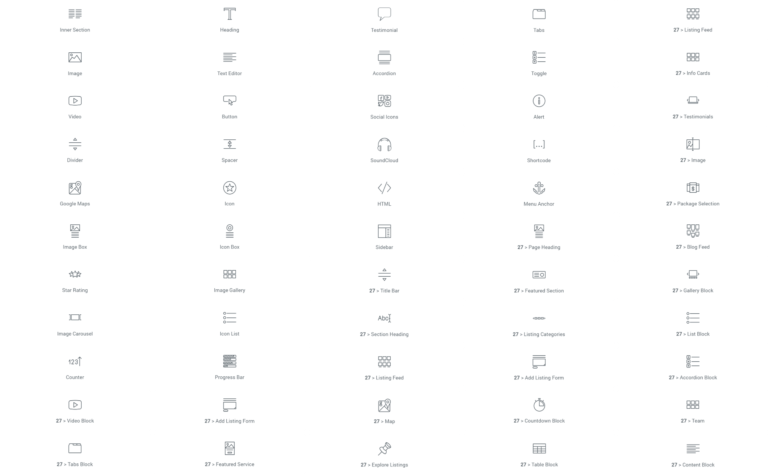 Inner Section
Heading
Testimonial
Tabs
27 > Listing Feed
Image
Text Editor
Accordion
Toggle
27 > Info Cards
Video
Button
Social Icons
Alert
27 > Testimonials
Divider
Spacer
SoundCloud
[...]
Shortcode
27 > Image
Google Maps
Icon
HTML
Menu Anchor
27 > Package Selection
Image Box
Icon Box
Sidebar
27 > Page Heading
27 > Blog Feed
Star Rating
Image Gallery
27 > Title Bar
27 > Featured Section
27 > Gallery Block
Image Carousel
Icon List
Abc
27 > Section Heading
27 > Listing Categories
27 > List Block
123
Counter
Progress Bar
27 > Listing Feed
27 > Add Listing Form
27 > Accordion Block
27 > Video Block
27 > Add Listing Form
27 > Map
27 > Countdown Block
27 > Team
27 > Tabs Block
27 > Featured Service
27 > Explore Listings
27 > Table Block
27 > Content Block